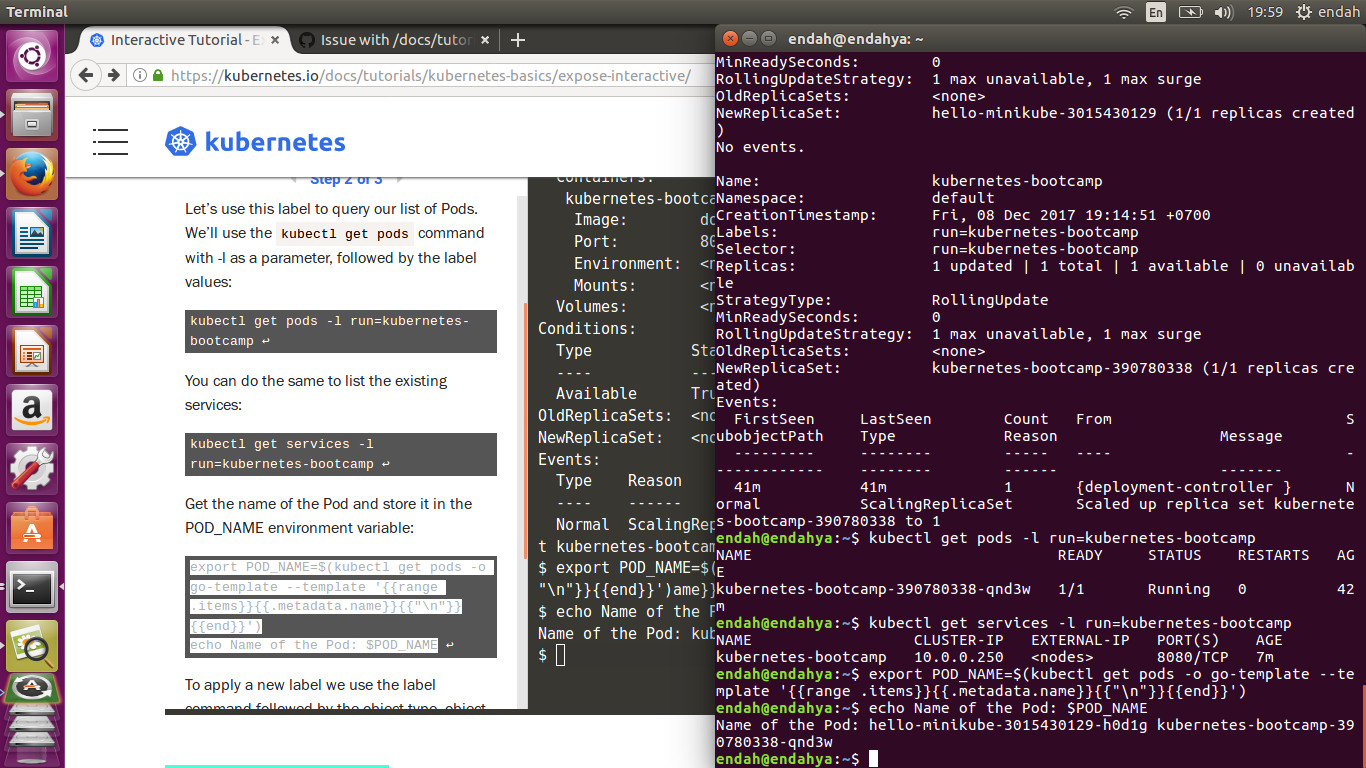 Terminal
En
19:59
endah
Interactive Tutorial - Ex
Issue with /docs/tutor
https://kubernetes.io/docs/tutorials/kubernetes-basics/expose-interactive/
kubernetes
Step 2 of 3
Let's use this label to query our list of Pods.
We'll use the kubectl get pods command
with -l as a parameter, followed by the label
values:
kubectl get pods -l run=kubernetes-
bootcamp ↩
You can do the same to list the existing
services:
kubectl get services -l
run=kubernetes-bootcamp ↩
Get the name of the Pod and store it in the
POD_NAME environment variable:
export POD_NAME=$(kubectl get pods -o
go-template --template '{{range
.items}}{{.metadata.name}}{{"\n"}}
{{end}}')
echo Name of the Pod: $POD_NAME ↩
To apply a new label we use the label
command followed by the object type, object
Containers:
kubernetes-bootca
Image: do
Port: 80
Environment: <n
Mounts: <n
Volumes: <n
Conditions:
Type Sta
---- ---
Available Tru
OldReplicaSets: <no
NewReplicaSet: <no
Events:
Type Reason
---- ------
Normal ScalingRep
t kubernetes-bootcam
$ export POD_NAME=$(
"\n"}}{{end}}')ame}}
$ echo Name of the P
Name of the Pod: kub
$
endah@endahya: ~
MinReadySeconds: 0
RollingUpdateStrategy: 1 max unavailable, 1 max surge
OldReplicaSets: <none>
NewReplicaSet: hello-minikube-3015430129 (1/1 replicas created
)
No events.
Name: kubernetes-bootcamp
Namespace: default
CreationTimestamp: Fri, 08 Dec 2017 19:14:51 +0700
Labels: run=kubernetes-bootcamp
Selector: run=kubernetes-bootcamp
Replicas: 1 updated | 1 total | 1 available | 0 unavailab
le
StrategyType: RollingUpdate
MinReadySeconds: 0
RollingUpdateStrategy: 1 max unavailable, 1 max surge
OldReplicaSets: <none>
NewReplicaSet: kubernetes-bootcamp-390780338 (1/1 replicas cre
ated)
Events:
FirstSeen LastSeen Count From S
ubobjectPath Type Reason Message
--------- -------- ----- ---- -
------------ -------- ------ -------
41m 41m 1 {deployment-controller } N
ormal ScalingReplicaSet Scaled up replica set kubernete
s-bootcamp-390780338 to 1
endah@endahya:~$ kubectl get pods -l run=kubernetes-bootcamp
NAME READY STATUS RESTARTS AG
E
kubernetes-bootcamp-390780338-qnd3w 1/1 Running 0 42
m
endah@endahya:~$ kubectl get services -l run=kubernetes-bootcamp
NAME CLUSTER-IP EXTERNAL-IP PORT(S) AGE
kubernetes-bootcamp 10.0.0.250 <nodes> 8080/TCP 7m
endah@endahya:~$ export POD_NAME=$(kubectl get pods -o go-template --te
mplate '{{range .items}}{{.metadata.name}}{{"\n"}}{{end}}')
endah@endahya:~$ echo Name of the Pod: $POD_NAME
Name of the Pod: hello-minikube-3015430129-h0d1g kubernetes-bootcamp-39
0780338-qnd3w
endah@endahya:~$